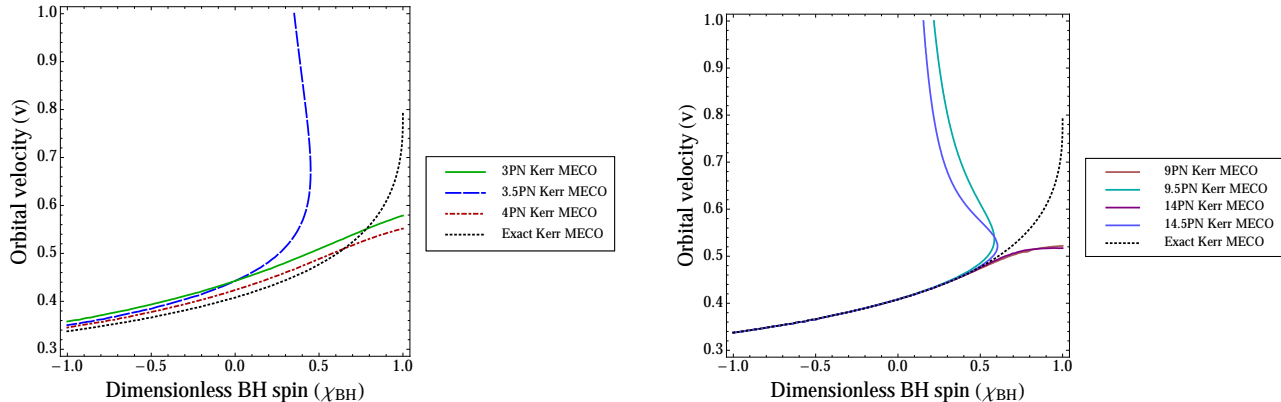 1.0
0.9
0.8
0.7
0.6
0.5
0.4
0.3
Orbital velocity (v)
−1.0 −0.5 0.0 0.5 1.0
Dimensionless BH spin (χBH)
3PN Kerr MECO
3.5PN Kerr MECO
4PN Kerr MECO
Exact Kerr MECO
1.0
0.9
0.8
0.7
0.6
0.5
0.4
0.3
Orbital velocity (v)
−1.0 −0.5 0.0 0.5 1.0
Dimensionless BH spin (χBH)
9PN Kerr MECO
9.5PN Kerr MECO
14PN Kerr MECO
14.5PN Kerr MECO
Exact Kerr MECO